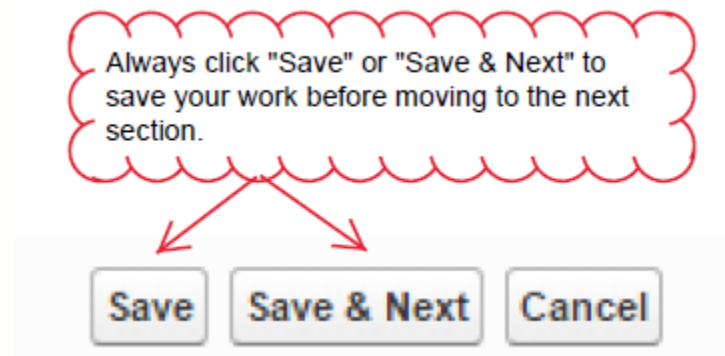 Always click "Save" or "Save & Next" to
save your work before moving to the next
section.
Save Save & Next Cancel